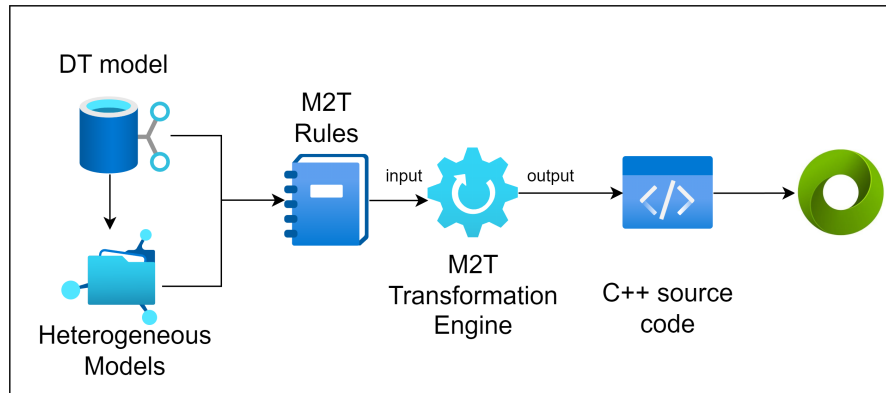 DT model
M2T
Rules
input
output
</>
M2T
Transformation
Engine
C++ source
code
Heterogeneous
Models